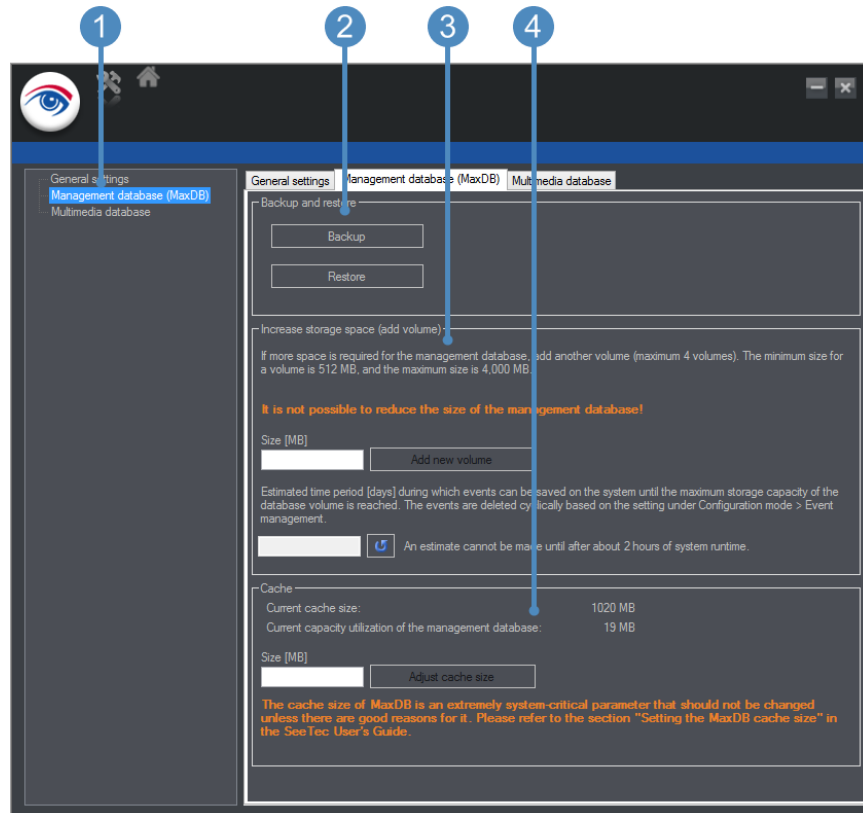 1 2 3 4
General settings
Management database (MaxDB)
Multimedia database
General settings Management database (MaxDB) Multimedia database
Backup and restore
Backup
Restore
Increase storage space (add volume)
If more space is required for the management database, add another volume (maximum 4 volumes). The minimum size for
a volume is 512 MB, and the maximum size is 4,000 MB.
It is not possible to reduce the size of the management database!
Size [MB]
Add new volume
Estimated time period [days] during which events can be saved on the system until the maximum storage capacity of the
database volume is reached. The events are deleted cyclically based on the setting under Configuration mode > Event
management.
An estimate cannot be made until after about 2 hours of system runtime.
Cache
Current cache size: 1020 MB
Current capacity utilization of the management database: 19 MB
Size [MB]
Adjust cache size
The cache size of MaxDB is an extremely system-critical parameter that should not be changed
unless there are good reasons for it. Please refer to the section "Setting the MaxDB cache size" in
the SeeTec User's Guide.